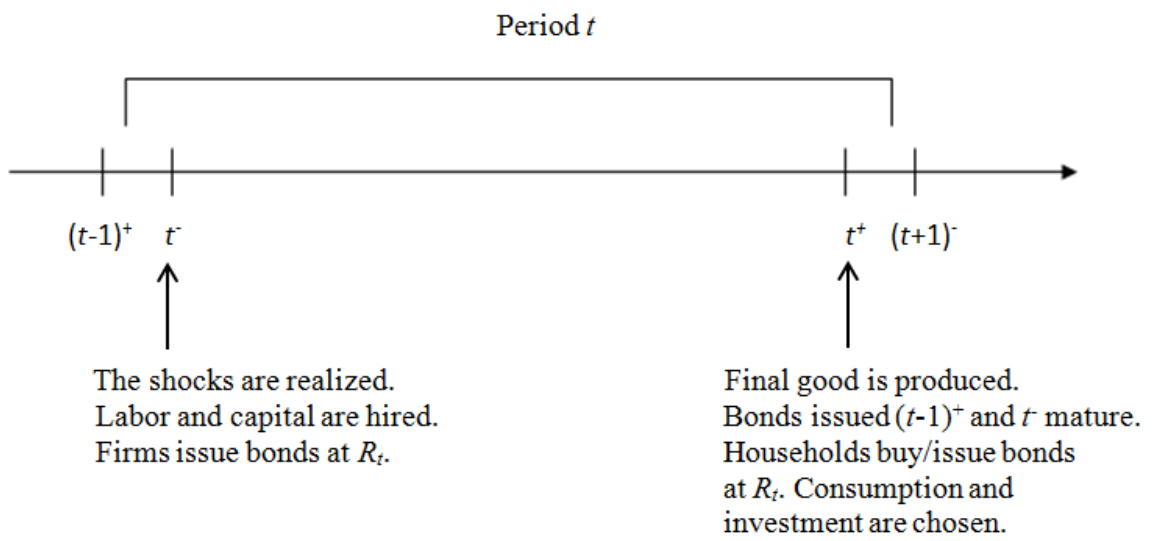 Period t
(t-1)⁺ t⁻ t⁺ (t+1)⁻
The shocks are realized.
Labor and capital are hired.
Firms issue bonds at Rₜ.
Final good is produced.
Bonds issued (t-1)⁺ and t⁻ mature.
Households buy/issue bonds
at Rₜ. Consumption and
investment are chosen.